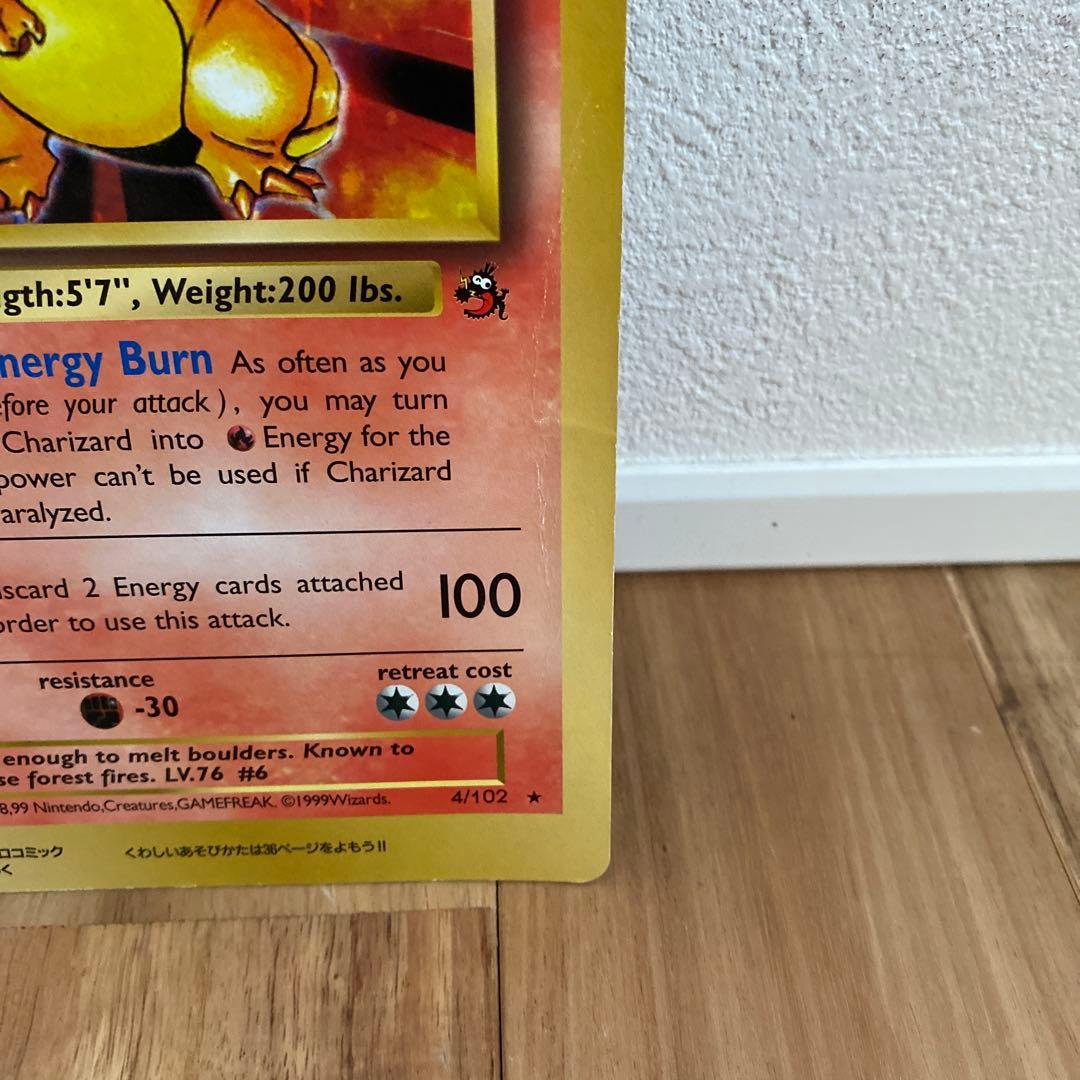 gth:5'7", Weight:200 lbs.
nergy Burn As often as you
fore your attack), you may turn
Charizard into Energy for the
power can't be used if Charizard
aralyzed.
scard 2 Energy cards attached
order to use this attack.
100
resistance
-30
retreat cost
enough to melt boulders. Known to
se forest fires. LV.76 #6
8,99 Nintendo,Creatures,GAMEFREAK. ©1999Wizards.
4/102 ★
ロコミック
く
くわしいあそびかたは36ページをよもう!!